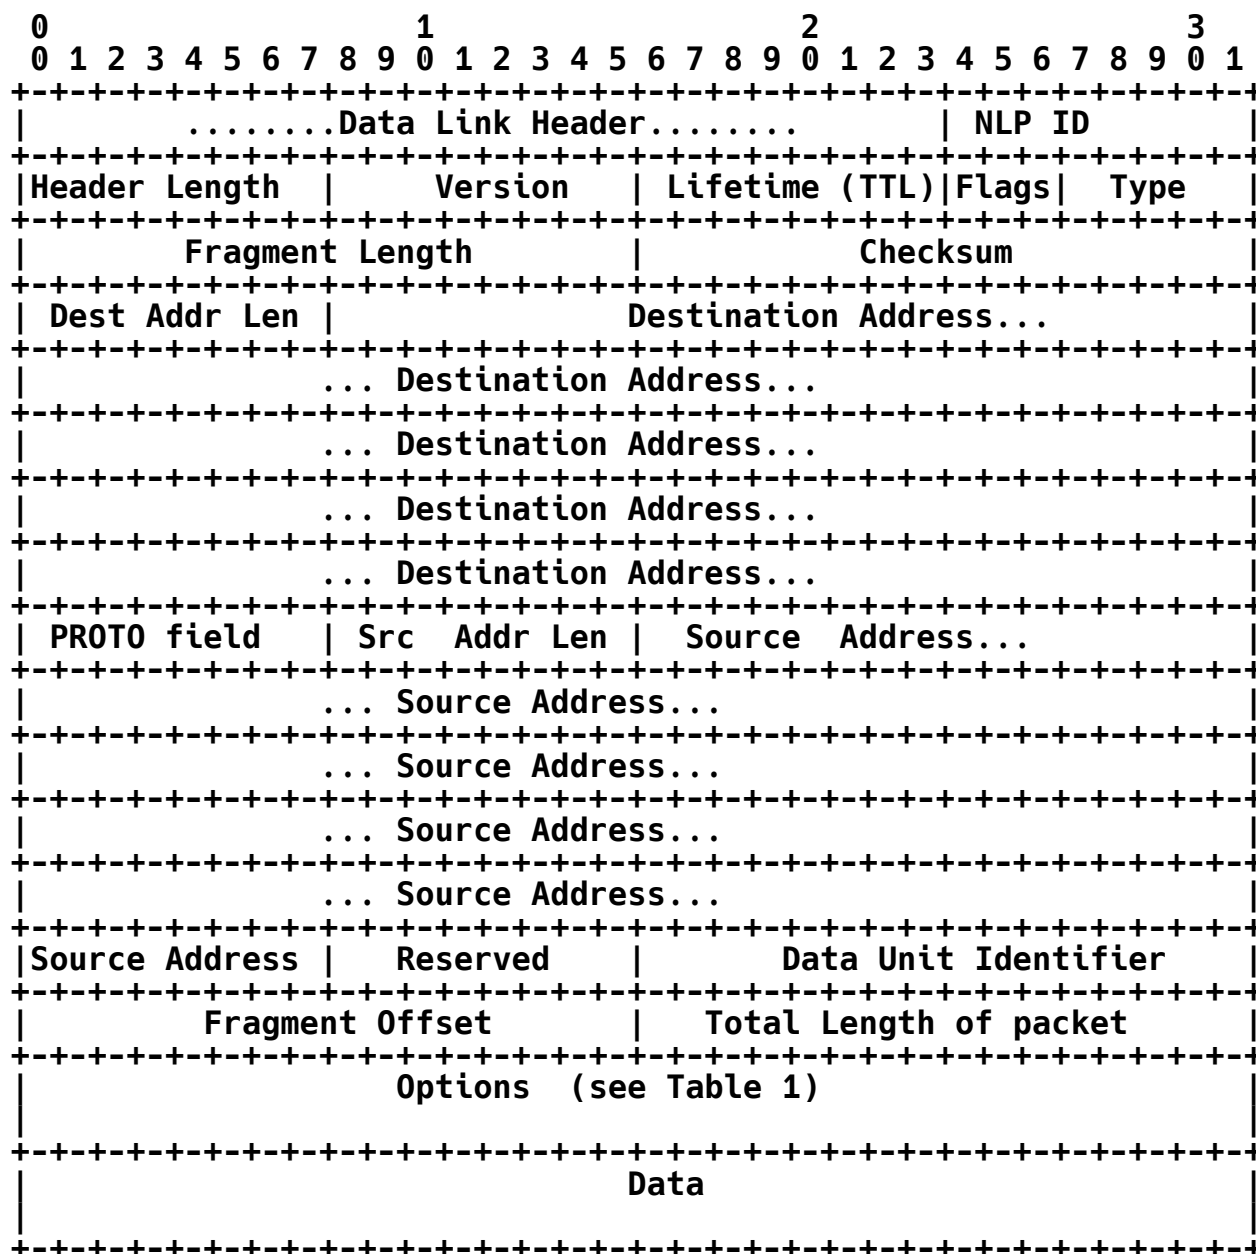 0                   1                   2                   3
 0 1 2 3 4 5 6 7 8 9 0 1 2 3 4 5 6 7 8 9 0 1 2 3 4 5 6 7 8 9 0 1
+-+-+-+-+-+-+-+-+-+-+-+-+-+-+-+-+-+-+-+-+-+-+-+-+-+-+-+-+-+-+-+-+
|        ........Data Link Header........       | NLP ID        |
+-+-+-+-+-+-+-+-+-+-+-+-+-+-+-+-+-+-+-+-+-+-+-+-+-+-+-+-+-+-+-+-+
|Header Length  |     Version   | Lifetime (TTL)|Flags|  Type   |
+-+-+-+-+-+-+-+-+-+-+-+-+-+-+-+-+-+-+-+-+-+-+-+-+-+-+-+-+-+-+-+-+
|        Fragment Length        |           Checksum            |
+-+-+-+-+-+-+-+-+-+-+-+-+-+-+-+-+-+-+-+-+-+-+-+-+-+-+-+-+-+-+-+-+
| Dest Addr Len |               Destination Address...          |
+-+-+-+-+-+-+-+-+-+-+-+-+-+-+-+-+-+-+-+-+-+-+-+-+-+-+-+-+-+-+-+-+
|               ... Destination Address...                      |
+-+-+-+-+-+-+-+-+-+-+-+-+-+-+-+-+-+-+-+-+-+-+-+-+-+-+-+-+-+-+-+-+
|               ... Destination Address...                      |
+-+-+-+-+-+-+-+-+-+-+-+-+-+-+-+-+-+-+-+-+-+-+-+-+-+-+-+-+-+-+-+-+
|               ... Destination Address...                      |
+-+-+-+-+-+-+-+-+-+-+-+-+-+-+-+-+-+-+-+-+-+-+-+-+-+-+-+-+-+-+-+-+
|               ... Destination Address...                      |
+-+-+-+-+-+-+-+-+-+-+-+-+-+-+-+-+-+-+-+-+-+-+-+-+-+-+-+-+-+-+-+-+
| PROTO field   | Src  Addr Len |  Source  Address...           |
+-+-+-+-+-+-+-+-+-+-+-+-+-+-+-+-+-+-+-+-+-+-+-+-+-+-+-+-+-+-+-+-+
|               ... Source Address...                           |
+-+-+-+-+-+-+-+-+-+-+-+-+-+-+-+-+-+-+-+-+-+-+-+-+-+-+-+-+-+-+-+-+
|               ... Source Address...                           |
+-+-+-+-+-+-+-+-+-+-+-+-+-+-+-+-+-+-+-+-+-+-+-+-+-+-+-+-+-+-+-+-+
|               ... Source Address...                           |
+-+-+-+-+-+-+-+-+-+-+-+-+-+-+-+-+-+-+-+-+-+-+-+-+-+-+-+-+-+-+-+-+
|               ... Source Address...                           |
+-+-+-+-+-+-+-+-+-+-+-+-+-+-+-+-+-+-+-+-+-+-+-+-+-+-+-+-+-+-+-+-+
|Source Address |   Reserved    |       Data Unit Identifier    |
+-+-+-+-+-+-+-+-+-+-+-+-+-+-+-+-+-+-+-+-+-+-+-+-+-+-+-+-+-+-+-+-+
|         Fragment Offset       |   Total Length of packet      |
+-+-+-+-+-+-+-+-+-+-+-+-+-+-+-+-+-+-+-+-+-+-+-+-+-+-+-+-+-+-+-+-+
|                   Options  (see Table 1)                      |
|                                                               |
+-+-+-+-+-+-+-+-+-+-+-+-+-+-+-+-+-+-+-+-+-+-+-+-+-+-+-+-+-+-+-+-+
|                               Data                            |
|                                                               |
+-+-+-+-+-+-+-+-+-+-+-+-+-+-+-+-+-+-+-+-+-+-+-+-+-+-+-+-+-+-+-+-+